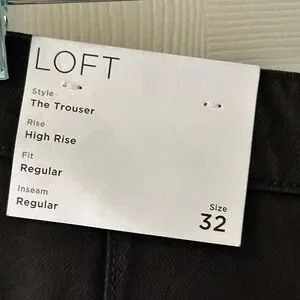 LOFT
Style
The Trouser
Rise
High Rise
Fit
Regular
Inseam
Regular
Size
32